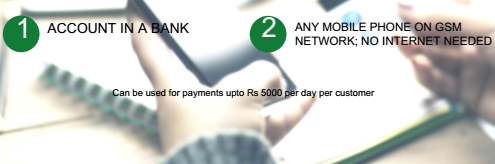 1 ACCOUNT IN A BANK
2 ANY MOBILE PHONE ON GSM
NETWORK; NO INTERNET NEEDED
Can be used for payments upto Rs 5000 per day per customer